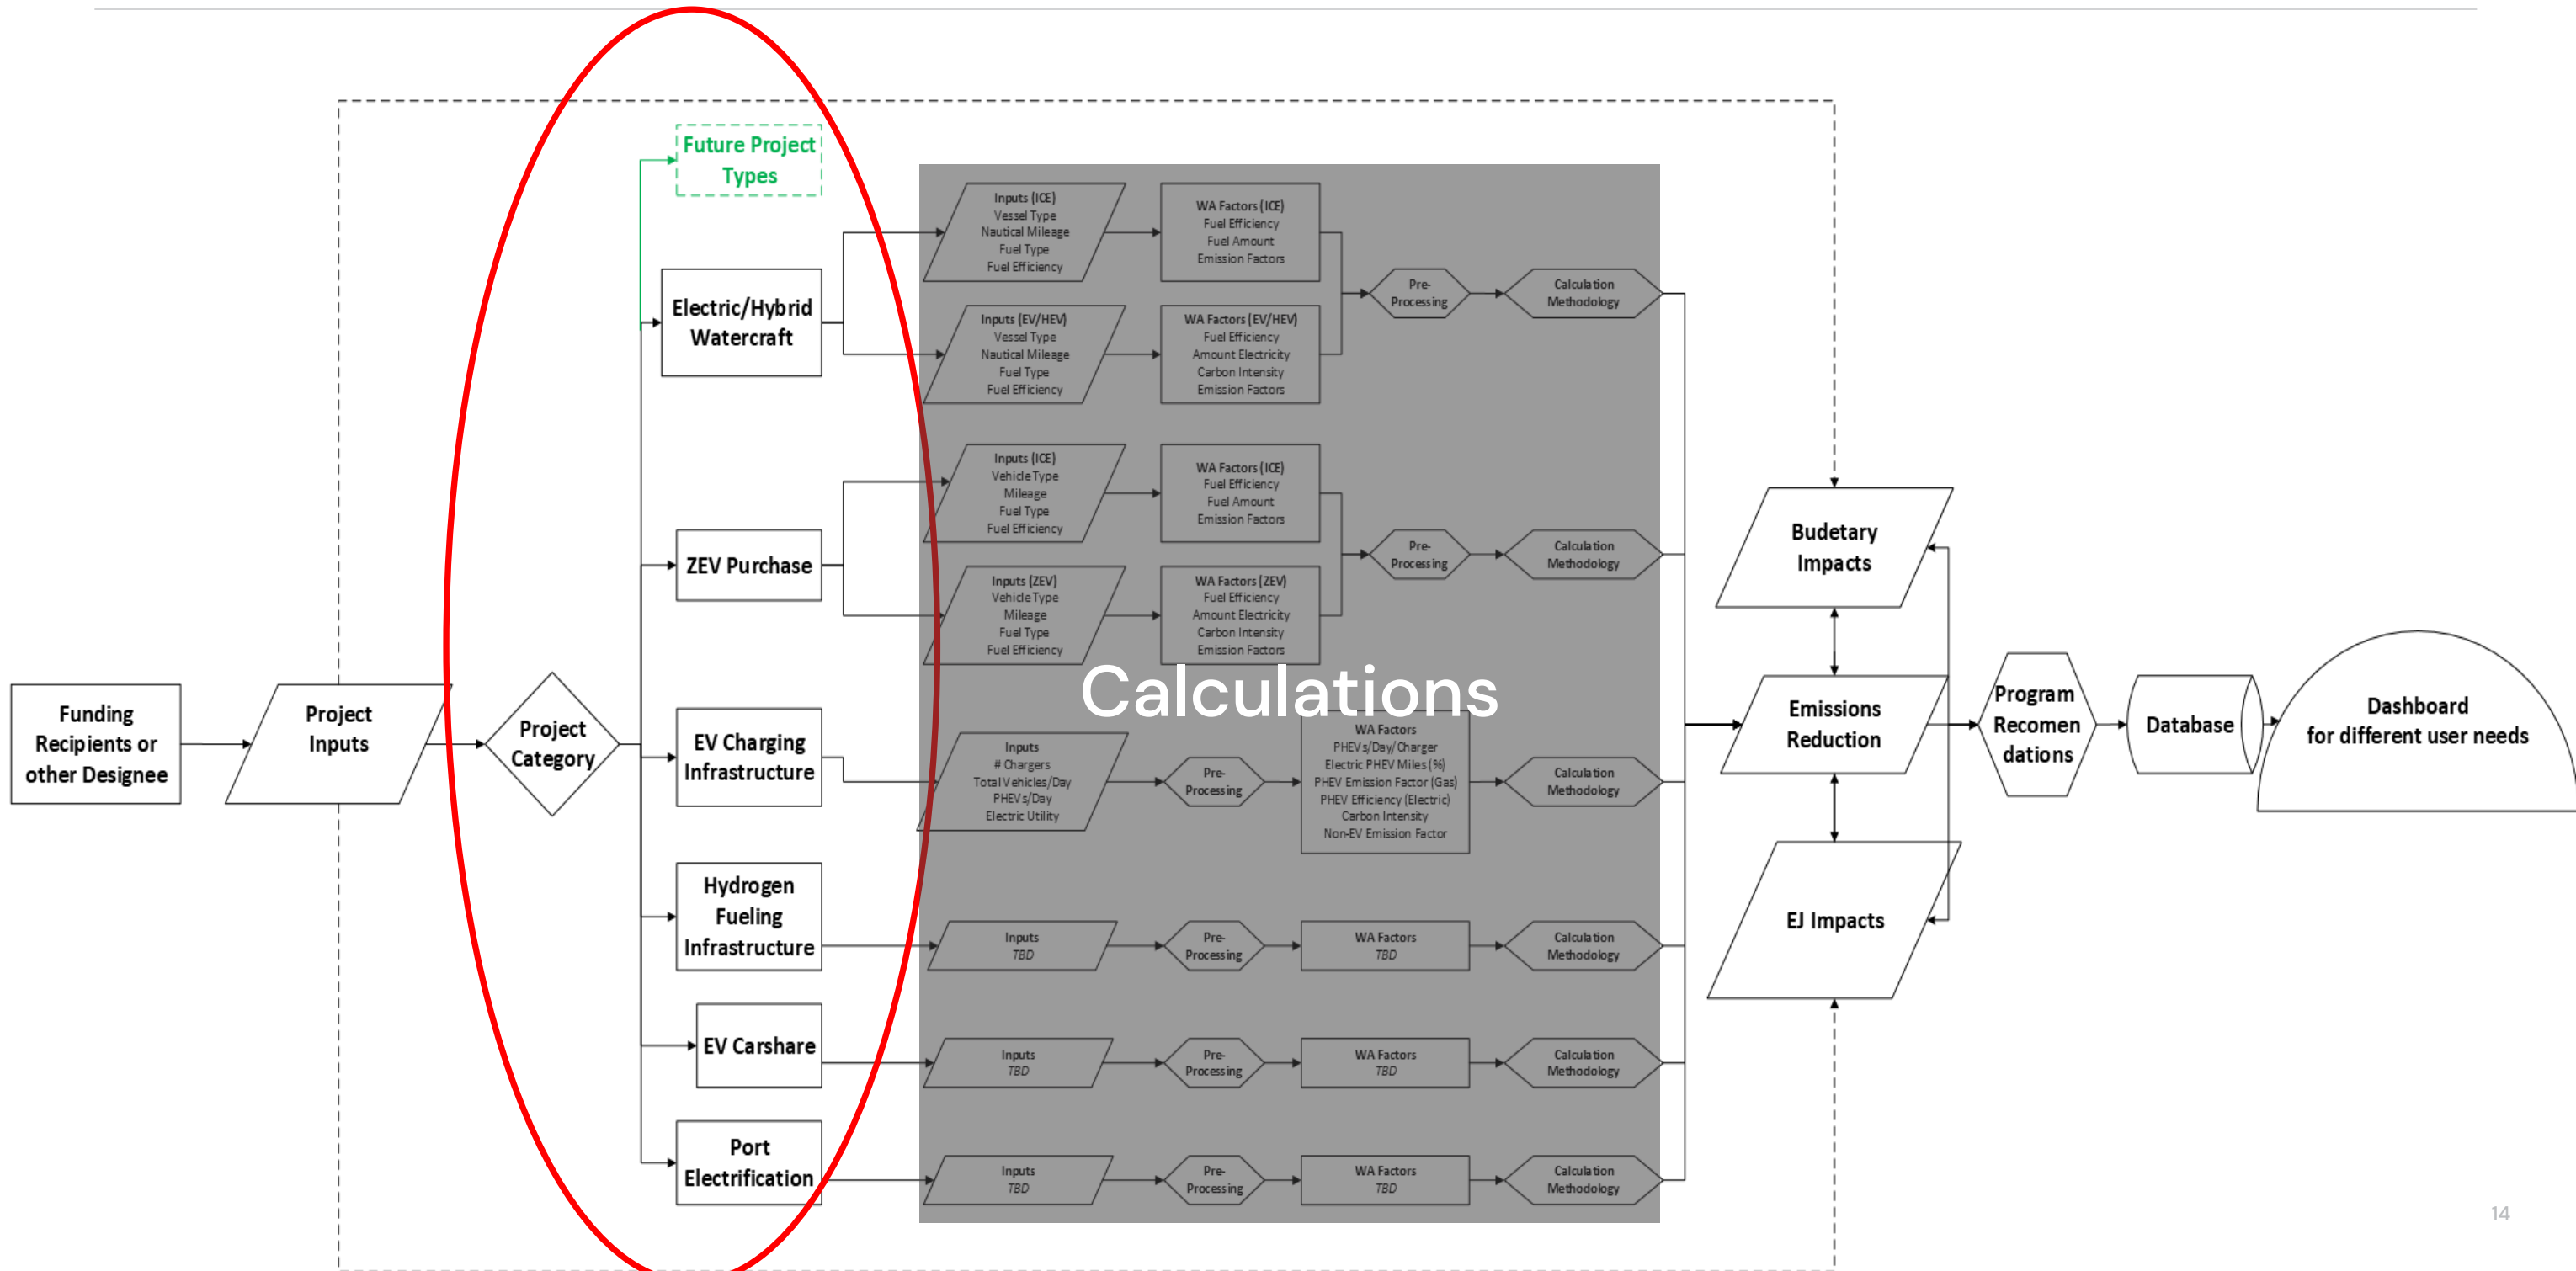 Future Project
Types
Electric/Hybrid
Watercraft
ZEV Purchase
EV Charging
Infrastructure
Hydrogen
Fueling
Infrastructure
EV Carshare
Port
Electrification
Funding
Recipients or
other Designee
Project
Inputs
Project
Category
Inputs (ICE)
Vessel Type
Nautical Mileage
Fuel Type
Fuel Efficiency
WA Factors (ICE)
Fuel Efficiency
Fuel Amount
Emission Factors
Inputs (EV/HEV)
Vessel Type
Nautical Mileage
Fuel Type
Fuel Efficiency
WA Factors (EV/HEV)
Fuel Efficiency
Amount Electricity
Carbon Intensity
Emission Factors
Pre-
Processing
Calculation
Methodology
Inputs (ICE)
Vehicle Type
Mileage
Fuel Type
Fuel Efficiency
WA Factors (ICE)
Fuel Efficiency
Fuel Amount
Emission Factors
Inputs (ZEV)
Vehicle Type
Mileage
Fuel Type
Fuel Efficiency
WA Factors (ZEV)
Fuel Efficiency
Amount Electricity
Carbon Intensity
Emission Factors
Pre-
Processing
Calculation
Methodology
Calculations
Inputs
# Chargers
Total Vehicles/Day
PHEVs/Day
Electric Utility
Pre-
Processing
WA Factors
PHEVs/Day/Charger
Electric PHEV Miles (%)
PHEV Emission Factor (Gas)
PHEV Efficiency (Electric)
Carbon Intensity
Non-EV Emission Factor
Calculation
Methodology
Inputs
TBD
Pre-
Processing
WA Factors
TBD
Calculation
Methodology
Inputs
TBD
Pre-
Processing
WA Factors
TBD
Calculation
Methodology
Inputs
TBD
Pre-
Processing
WA Factors
TBD
Calculation
Methodology
Budetary
Impacts
Emissions
Reduction
EJ Impacts
Program
Recomen
dations
Database
Dashboard
for different user needs
14